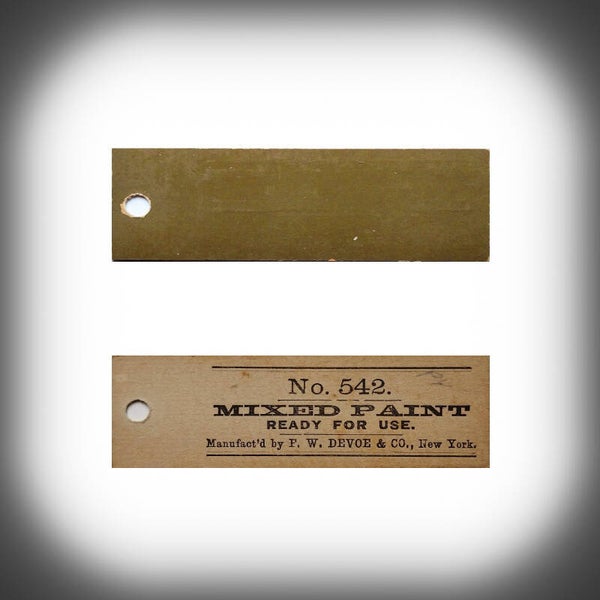 No. 542.
MIXED PAINT
READY FOR USE.
Manufact'd by F. W. DEVOE & CO., New York.